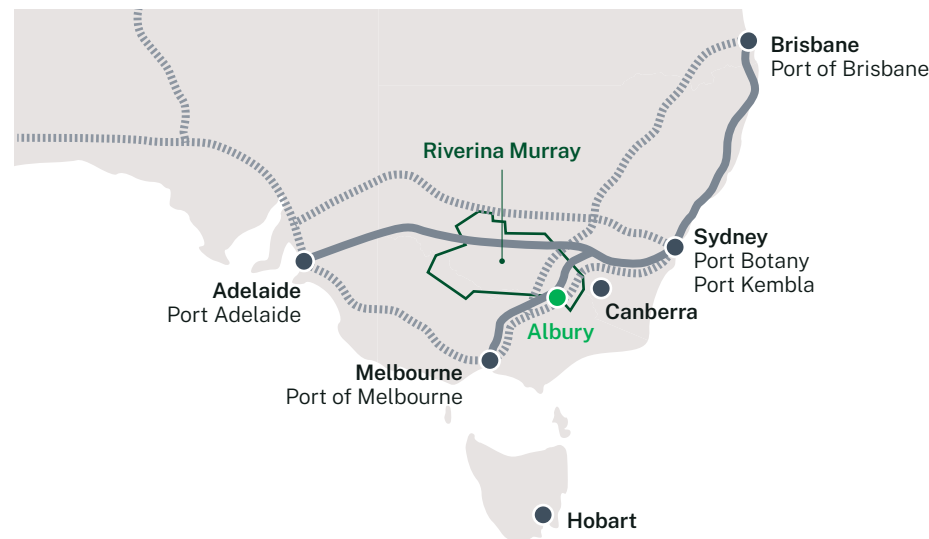 Brisbane
Port of Brisbane
Riverina Murray
Sydney
Port Botany
Port Kembla
Adelaide
Port Adelaide
Canberra
Albury
Melbourne
Port of Melbourne
Hobart